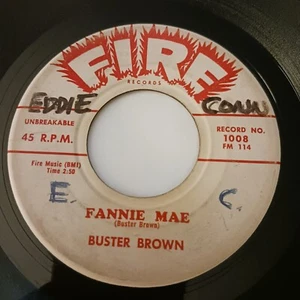 FIRE
RECORDS
EDDIE CONN
UNBREAKABLE
45 R.P.M.
RECORD NO.
1008
FM 114
Fire Music (BMI)
Time 2:50
E. C.
FANNIE MAE
(Buster Brown)
BUSTER BROWN